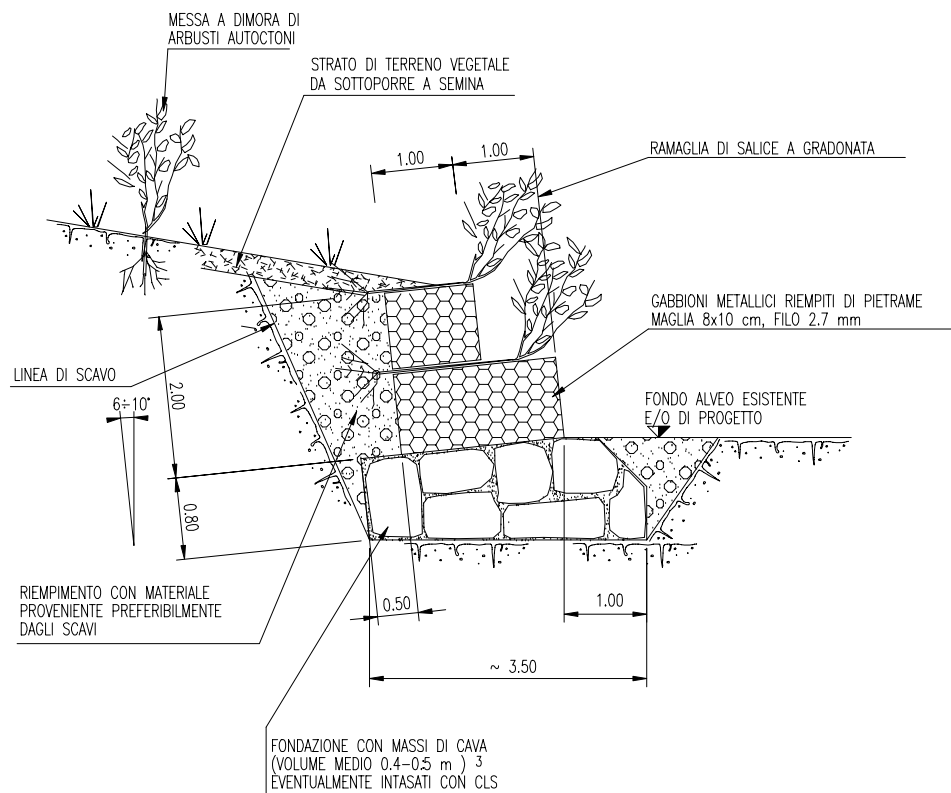 MESSA A DIMORA DI
ARBUSTI AUTOCTONI
STRATO DI TERRENO VEGETALE
DA SOTTOPORRE A SEMINA
1.00
1.00
RAMAGLIA DI SALICE A GRADONATA
GABBIONI METALLICI RIEMPITI DI PIETRAME
MAGLIA 8x10 cm, FILO 2.7 mm
LINEA DI SCAVO
2.00
6÷10°
FONDO ALVEO ESISTENTE
E/O DI PROGETTO
0.80
RIEMPIMENTO CON MATERIALE
PROVENIENTE PREFERIBILMENTE
DAGLI SCAVI
0.50
1.00
~ 3.50
FONDAZIONE CON MASSI DI CAVA
(VOLUME MEDIO 0.4-0.5 m ) 3
EVENTUALMENTE INTASATI CON CLS